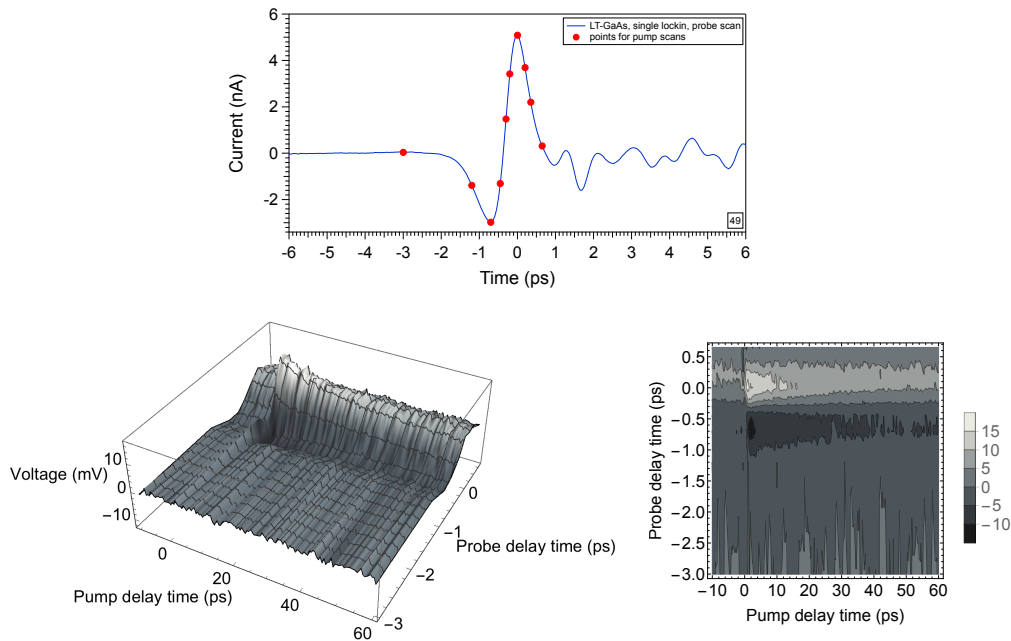 6
4
2
0
-2
Current (nA)
LT-GaAs, single lockin, probe scan
points for pump scans
49
-6 -5 -4 -3 -2 -1 0 1 2 3 4 5 6
Time (ps)
Voltage (mV)
10
0
−10
0
20
40
60
Pump delay time (ps)
0
−1
−2
−3
Probe delay time (ps)
0.5
0.0
−0.5
−1.0
−1.5
−2.0
−2.5
−3.0
Probe delay time (ps)
−10 0 10 20 30 40 50 60
Pump delay time (ps)
15
10
5
0
−5
−10